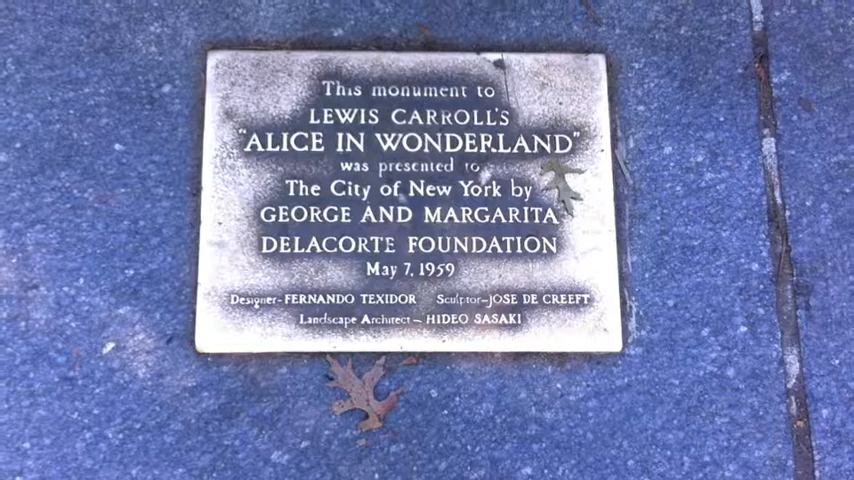 This monument to
LEWIS CARROLL'S
"ALICE IN WONDERLAND"
was presented to
The City of New York by
GEORGE AND MARGARITA
DELACORTE FOUNDATION
May 7, 1959
Designer-FERNANDO TEXIDOR Sculptor-JOSE DE CREEFT
Landscape Architect-HIDEO SASAKI